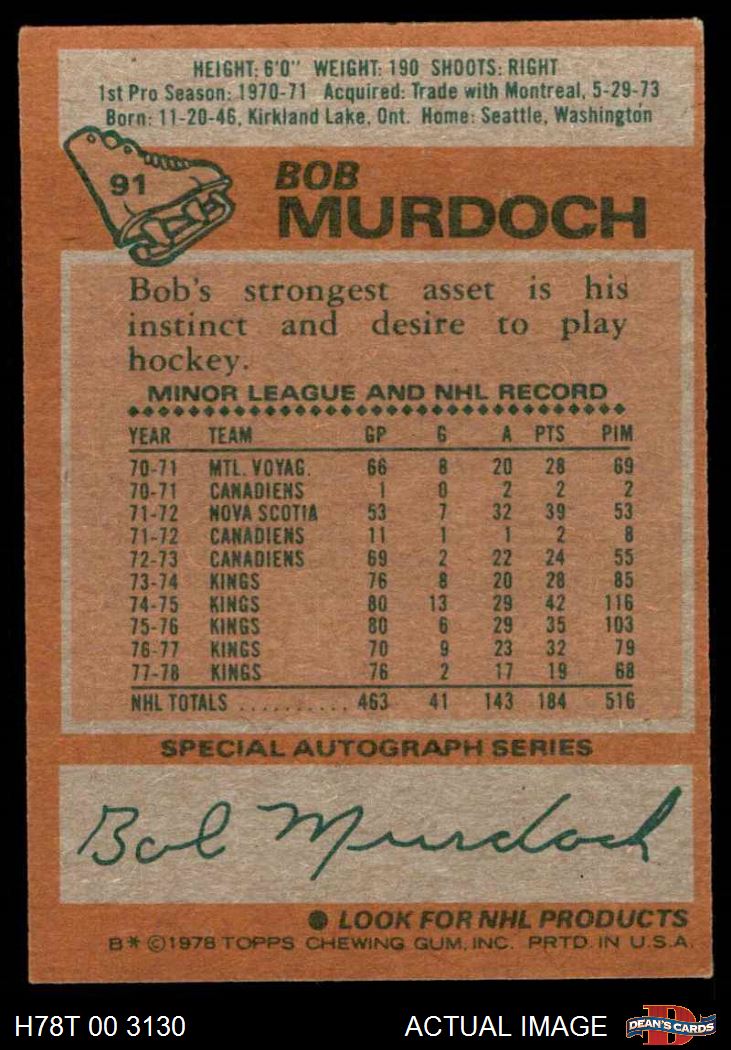 HEIGHT: 6'0" WEIGHT: 190 SHOOTS: RIGHT
1st Pro Season: 1970-71 Acquired: Trade with Montreal, 5-29-73
Born: 11-20-46, Kirkland Lake, Ont. Home: Seattle, Washington
91
BOB
MURDOCH
Bob's strongest asset is his
instinct and desire to play
hockey.
MINOR LEAGUE AND NHL RECORD
YEAR TEAM GP G A PTS PIM
70-71 MTL. VOYAG. 66 8 20 28 69
70-71 CANADIENS 1 0 2 2 2
71-72 NOVA SCOTIA 53 7 32 39 53
71-72 CANADIENS 11 1 1 2 8
72-73 CANADIENS 69 2 22 24 55
73-74 KINGS 76 8 20 28 85
74-75 KINGS 80 13 29 42 116
75-76 KINGS 80 6 29 35 103
76-77 KINGS 70 9 23 32 79
77-78 KINGS 76 2 17 19 68
NHL TOTALS .......... 463 41 143 184 516
SPECIAL AUTOGRAPH SERIES
Bob Murdoch
● LOOK FOR NHL PRODUCTS
B* ©1978 TOPPS CHEWING GUM, INC. PRTD. IN U.S.A.
H78T 00 3130 ACTUAL IMAGE
D
DEAN'S CARDS
www.deanscards.com